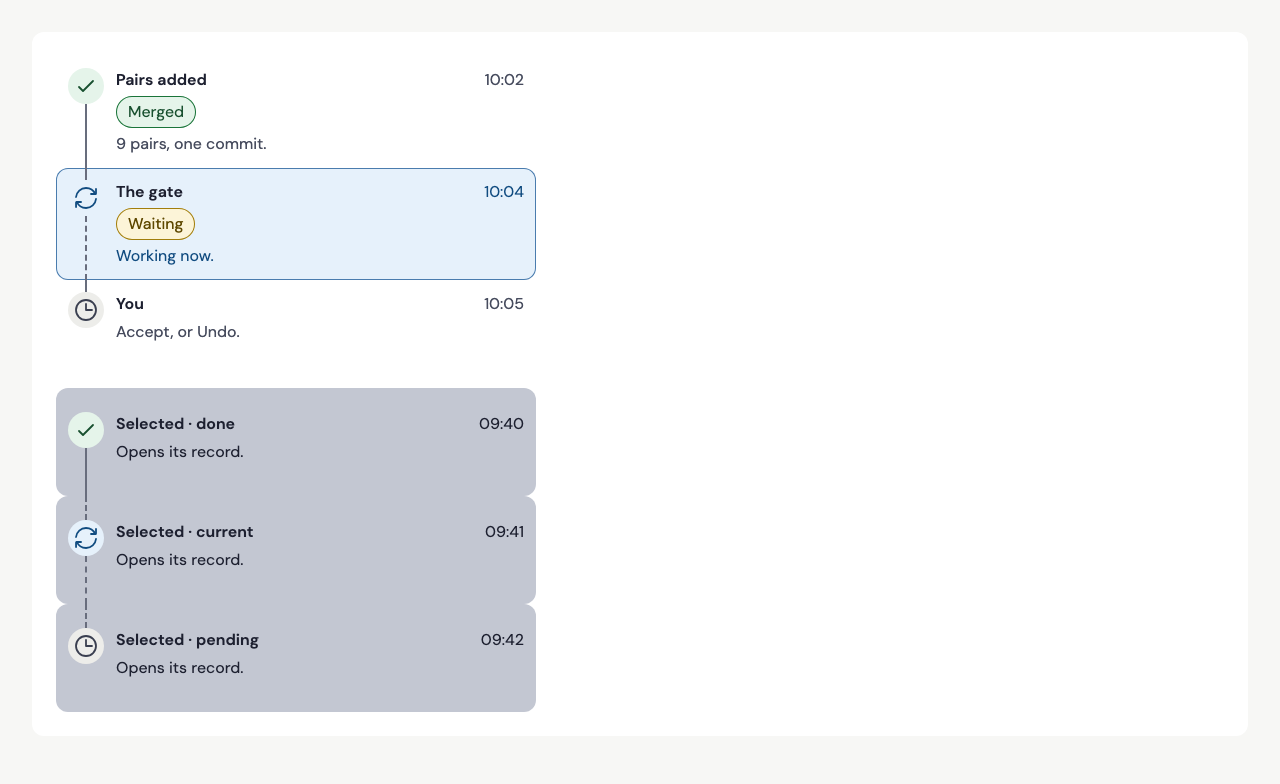 Pairs added 10:02
Merged
9 pairs, one commit.
The gate 10:04
Waiting
Working now.
You 10:05
Accept, or Undo.
Selected · done 09:40
Opens its record.
Selected · current 09:41
Opens its record.
Selected · pending 09:42
Opens its record.